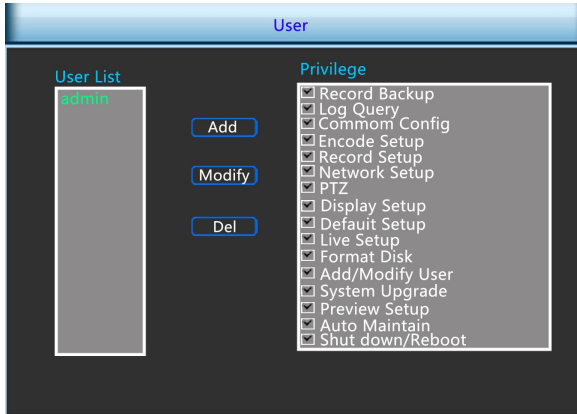 User
User List
admin
Add
Modify
Del
Privilege
Record Backup
Log Query
Commom Config
Encode Setup
Record Setup
Network Setup
PTZ
Display Setup
Default Setup
Live Setup
Format Disk
Add/Modify User
System Upgrade
Preview Setup
Auto Maintain
Shut down/Reboot